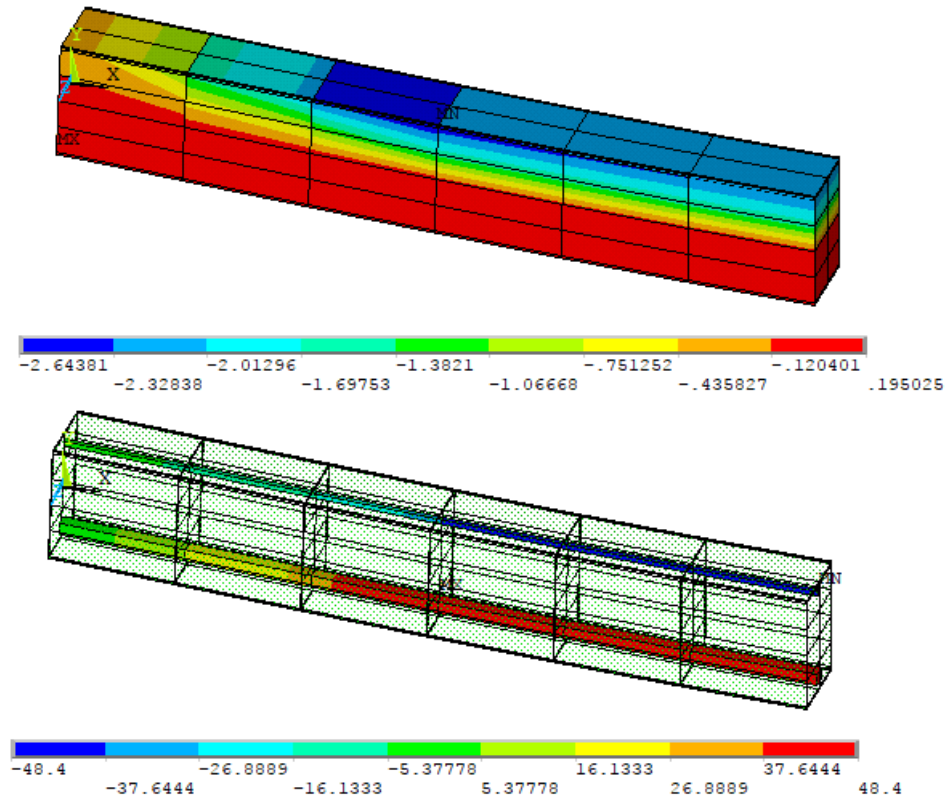 Y
X
Z
MN
MX
-2.64381 -2.01296 -1.3821 -.751252 -.120401
-2.32838 -1.69753 -1.06668 -.435827 .195025
X
MX
-48.4 -26.8889 -5.37778 16.1333 37.6444
-37.6444 -16.1333 5.37778 26.8889 48.4